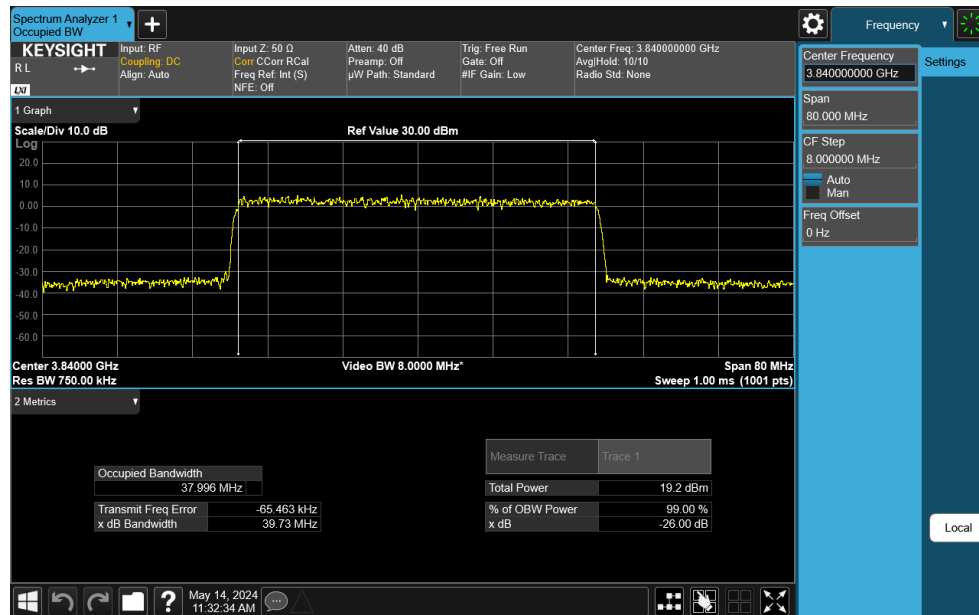 Spectrum Analyzer 1
Occupied BW
+
Frequency
KEYSIGHT
R L
LXI
Input: RF
Coupling: DC
Align: Auto
Input Z: 50 Ω
Corr CCorr RCal
Freq Ref: Int (S)
NFE: Off
Atten: 40 dB
Preamp: Off
µW Path: Standard
Trig: Free Run
Gate: Off
#IF Gain: Low
Center Freq: 3.840000000 GHz
Avg|Hold: 10/10
Radio Std: None
Center Frequency
3.840000000 GHz
Settings
Span
80.000 MHz
CF Step
8.000000 MHz
Auto
Man
Freq Offset
0 Hz
1 Graph
Scale/Div 10.0 dB
Ref Value 30.00 dBm
Log
20.0
10.0
0.00
-10.0
-20.0
-30.0
-40.0
-50.0
-60.0
Center 3.84000 GHz
Video BW 8.0000 MHz*
Span 80 MHz
Res BW 750.00 kHz
Sweep 1.00 ms (1001 pts)
2 Metrics
Measure Trace
Trace 1
Occupied Bandwidth
37.996 MHz
Total Power
19.2 dBm
Transmit Freq Error
-65.463 kHz
% of OBW Power
99.00 %
x dB Bandwidth
39.73 MHz
x dB
-26.00 dB
Local
?
May 14, 2024
11:32:34 AM